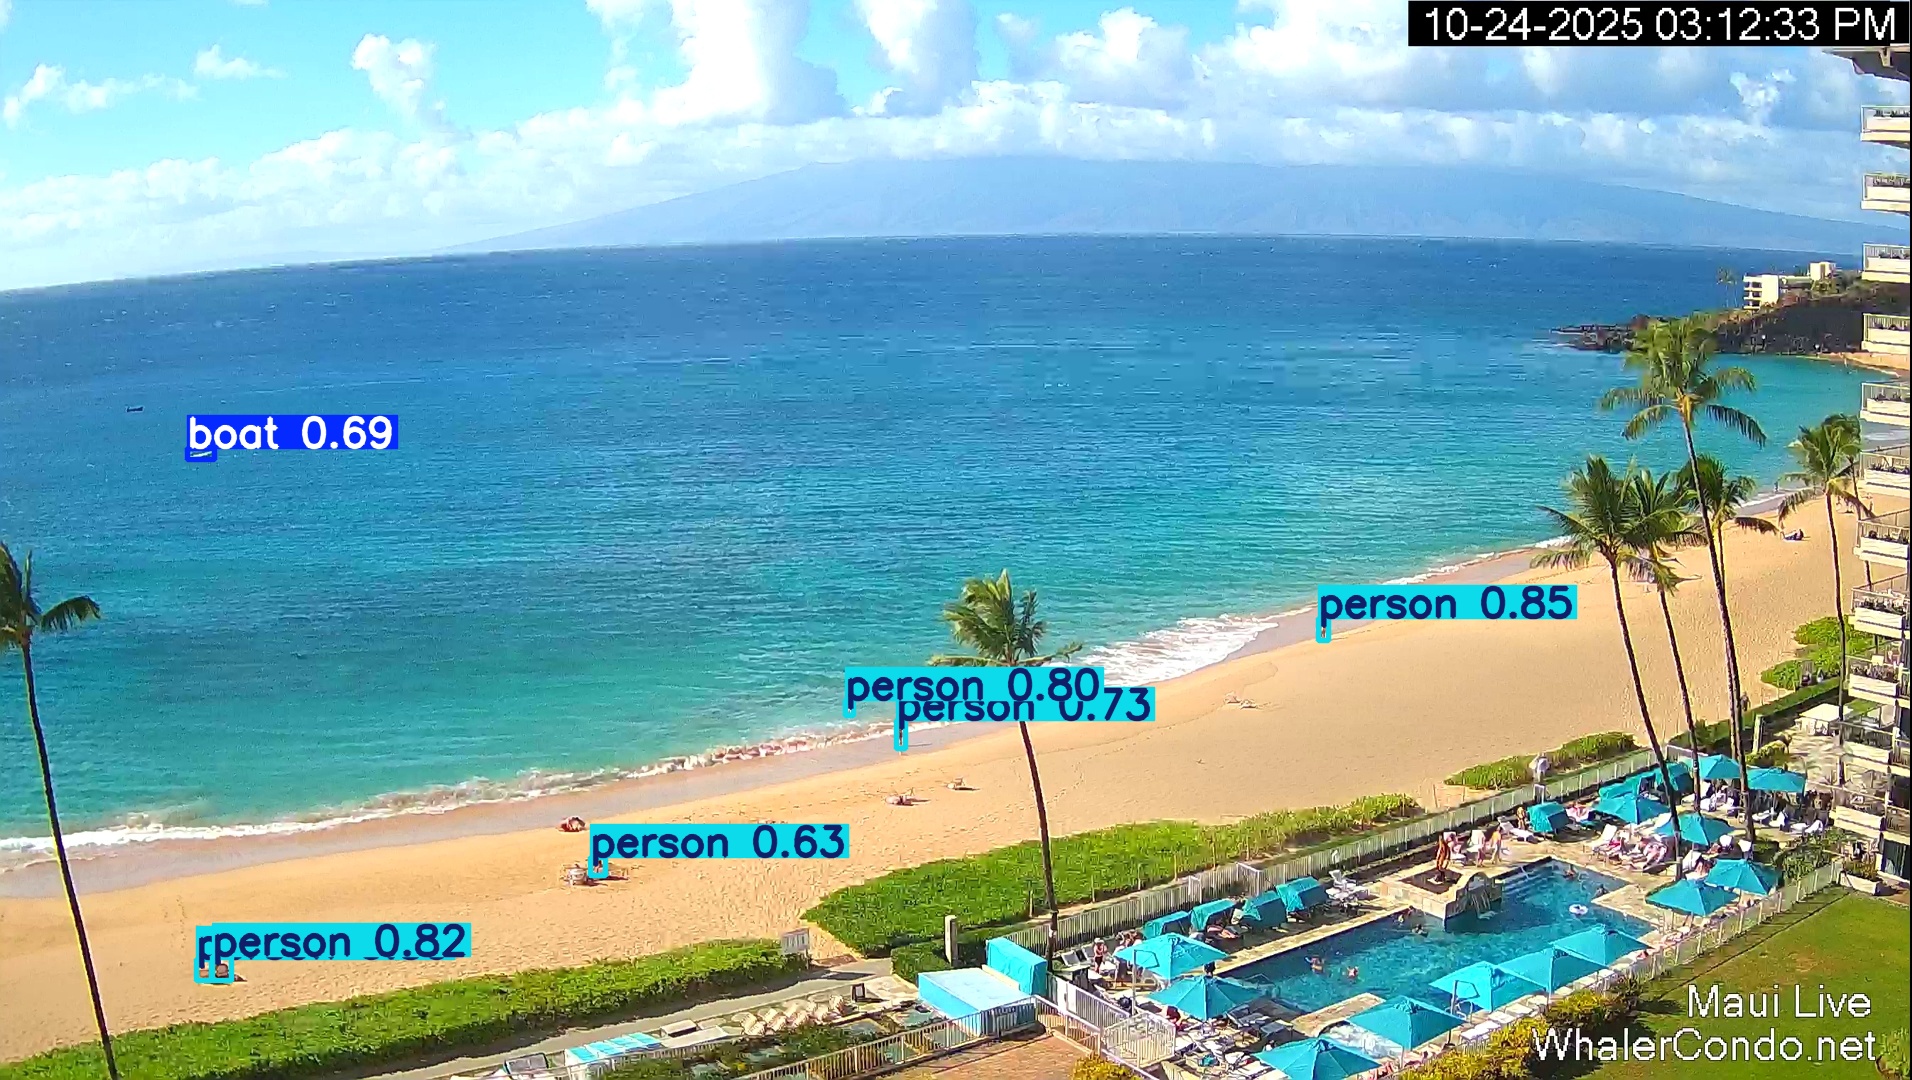 10-24-2025 03:12:33 PM
boat 0.69
person 0.85
person 0.80
person 0.73
person 0.63
person 0.82
Maui Live
WhalerCondo.net